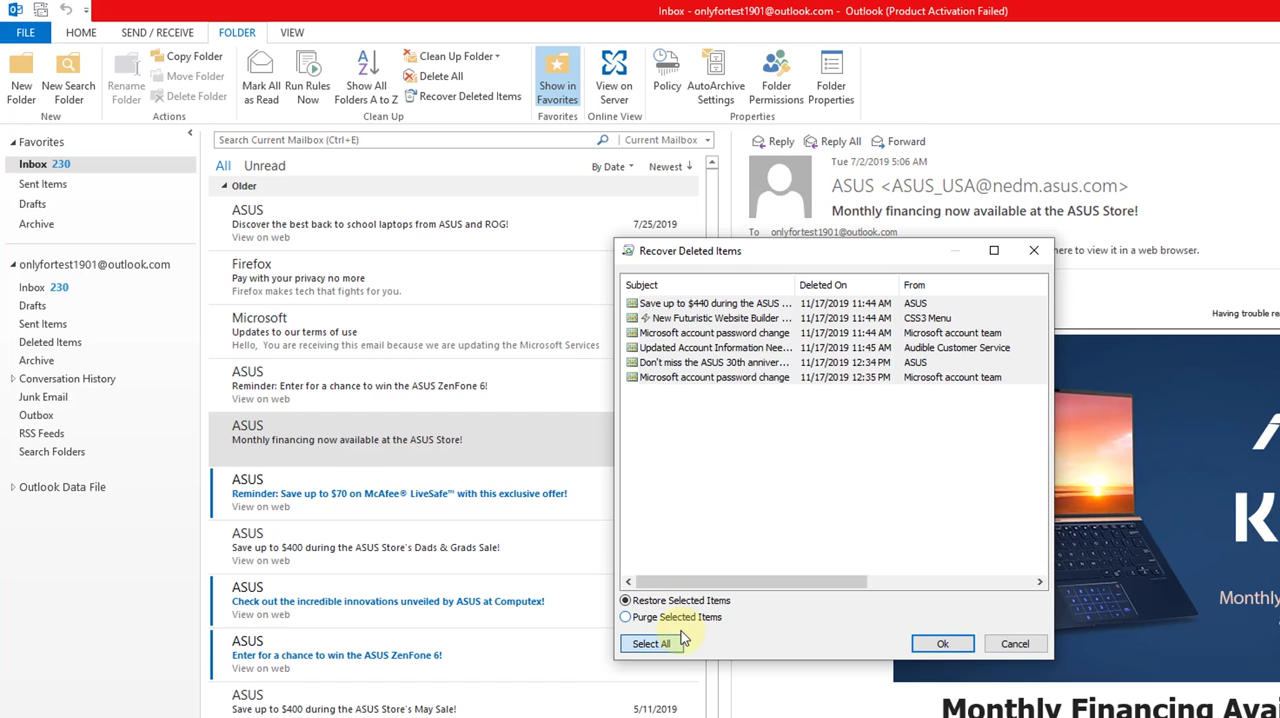 Inbox - onlyfortest1901@outlook.com - Outlook (Product Activation Failed)
FILE HOME SEND / RECEIVE FOLDER VIEW
New Folder
New Search Folder
New
Rename Folder
Copy Folder
Move Folder
Delete Folder
Actions
Mark All as Read
Run Rules Now
Show All Folders A to Z
Clean Up Folder
Delete All
Recover Deleted Items
Clean Up
Show in Favorites
Favorites
View on Server
Online View
Policy
AutoArchive Settings
Folder Permissions
Folder Properties
Properties
Favorites
Inbox 230
Sent Items
Drafts
Archive
onlyfortest1901@outlook.com
Inbox 230
Drafts
Sent Items
Deleted Items
Archive
Conversation History
Junk Email
Outbox
RSS Feeds
Search Folders
Outlook Data File
Search Current Mailbox (Ctrl+E) Current Mailbox
All Unread By Date Newest
Older
ASUS
Discover the best back to school laptops from ASUS and ROG! 7/25/2019
View on web
Firefox
Pay with your privacy no more
Firefox makes tech that fights for you.
Microsoft
Updates to our terms of use
Hello, You are receiving this email because we are updating the Microsoft Services
ASUS
Reminder: Enter for a chance to win the ASUS ZenFone 6!
View on web
ASUS
Monthly financing now available at the ASUS Store!
ASUS
Reminder: Save up to $70 on McAfee® LiveSafe™ with this exclusive offer!
View on web
ASUS
Save up to $400 during the ASUS Store's Dads & Grads Sale!
View on web
ASUS
Check out the incredible innovations unveiled by ASUS at Computex!
View on web
ASUS
Enter for a chance to win the ASUS ZenFone 6!
View on web
ASUS
Save up to $400 during the ASUS Store's May Sale! 5/11/2019
Reply Reply All Forward
Tue 7/2/2019 5:06 AM
ASUS <ASUS_USA@nedm.asus.com>
Monthly financing now available at the ASUS Store!
To onlyfortest1901@outlook.com
ere to view it in a web browser.
Having trouble rea
K
Monthly
Monthly Financing Avai
Recover Deleted Items
Subject Deleted On From
Save up to $440 during the ASUS ... 11/17/2019 11:44 AM ASUS
⚡ New Futuristic Website Builder ... 11/17/2019 11:44 AM CSS3 Menu
Microsoft account password change 11/17/2019 11:44 AM Microsoft account team
Updated Account Information Nee... 11/17/2019 11:45 AM Audible Customer Service
Don't miss the ASUS 30th anniver... 11/17/2019 12:34 PM ASUS
Microsoft account password change 11/17/2019 12:35 PM Microsoft account team
Restore Selected Items
Purge Selected Items
Select All Ok Cancel